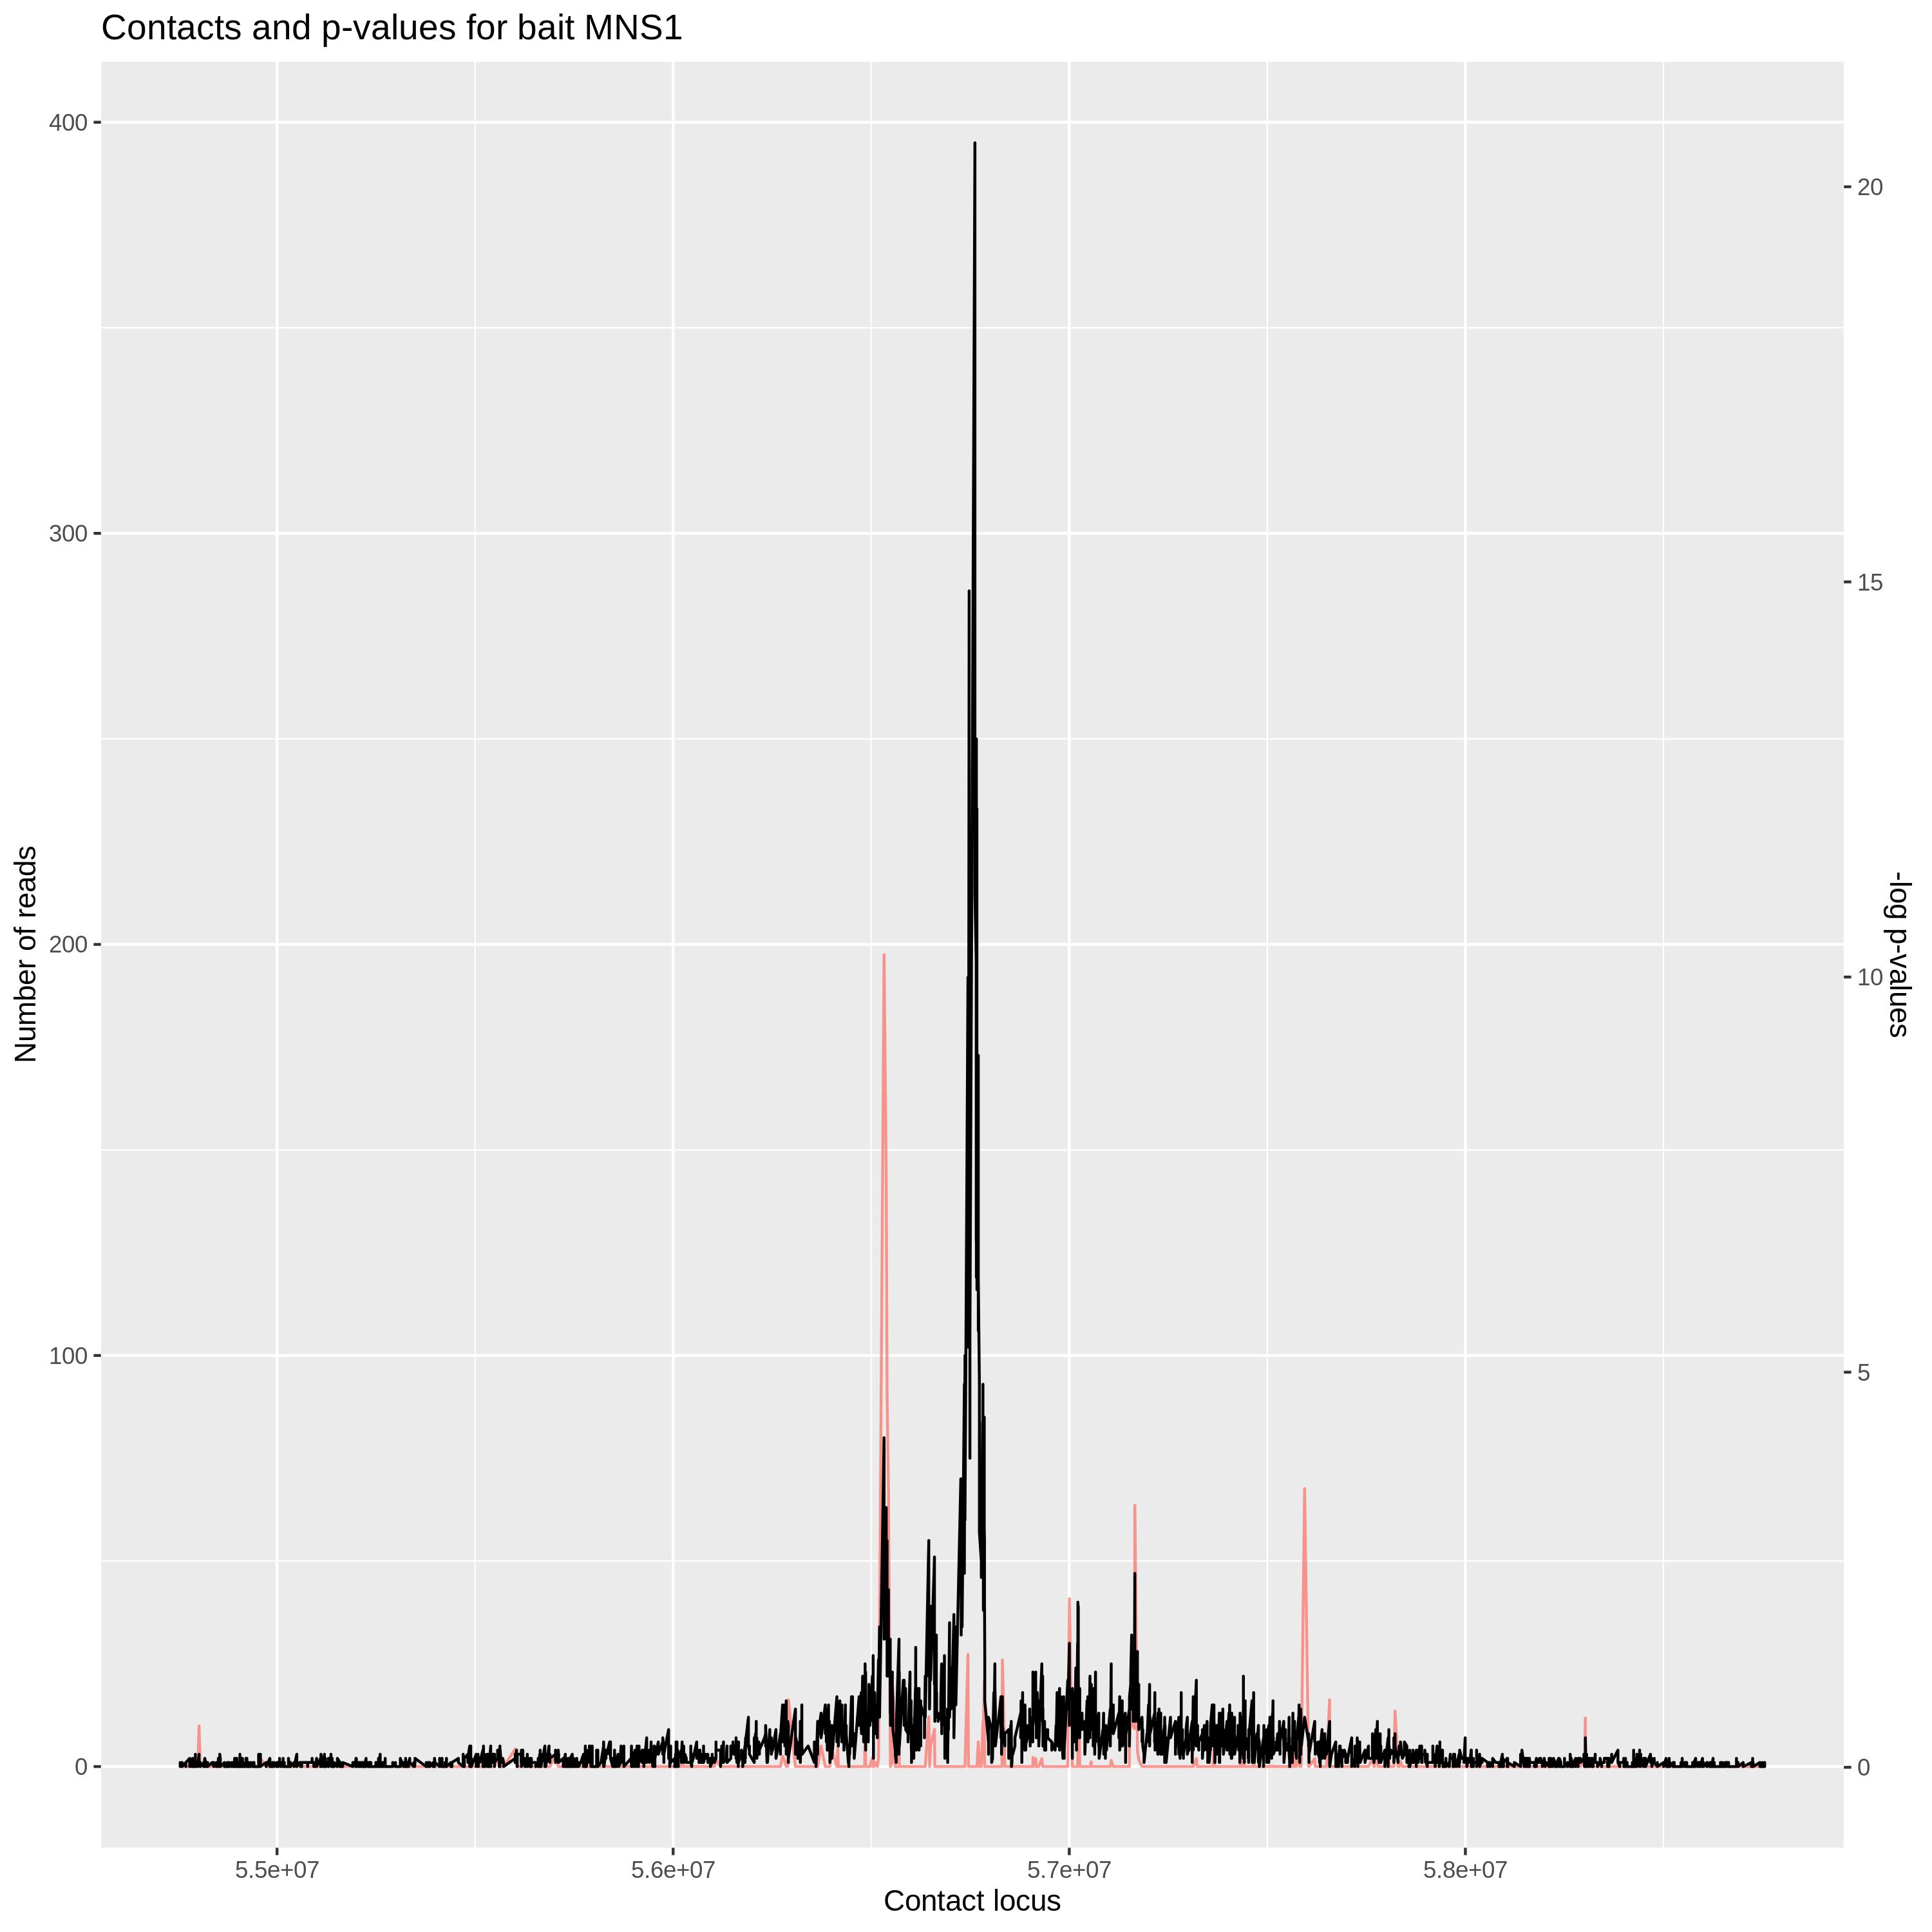 Contacts and p-values for bait MNS1
400
300
200
100
0
Number of reads
20
15
10
5
0
-log p-values
5.5e+07
5.6e+07
5.7e+07
5.8e+07
Contact locus